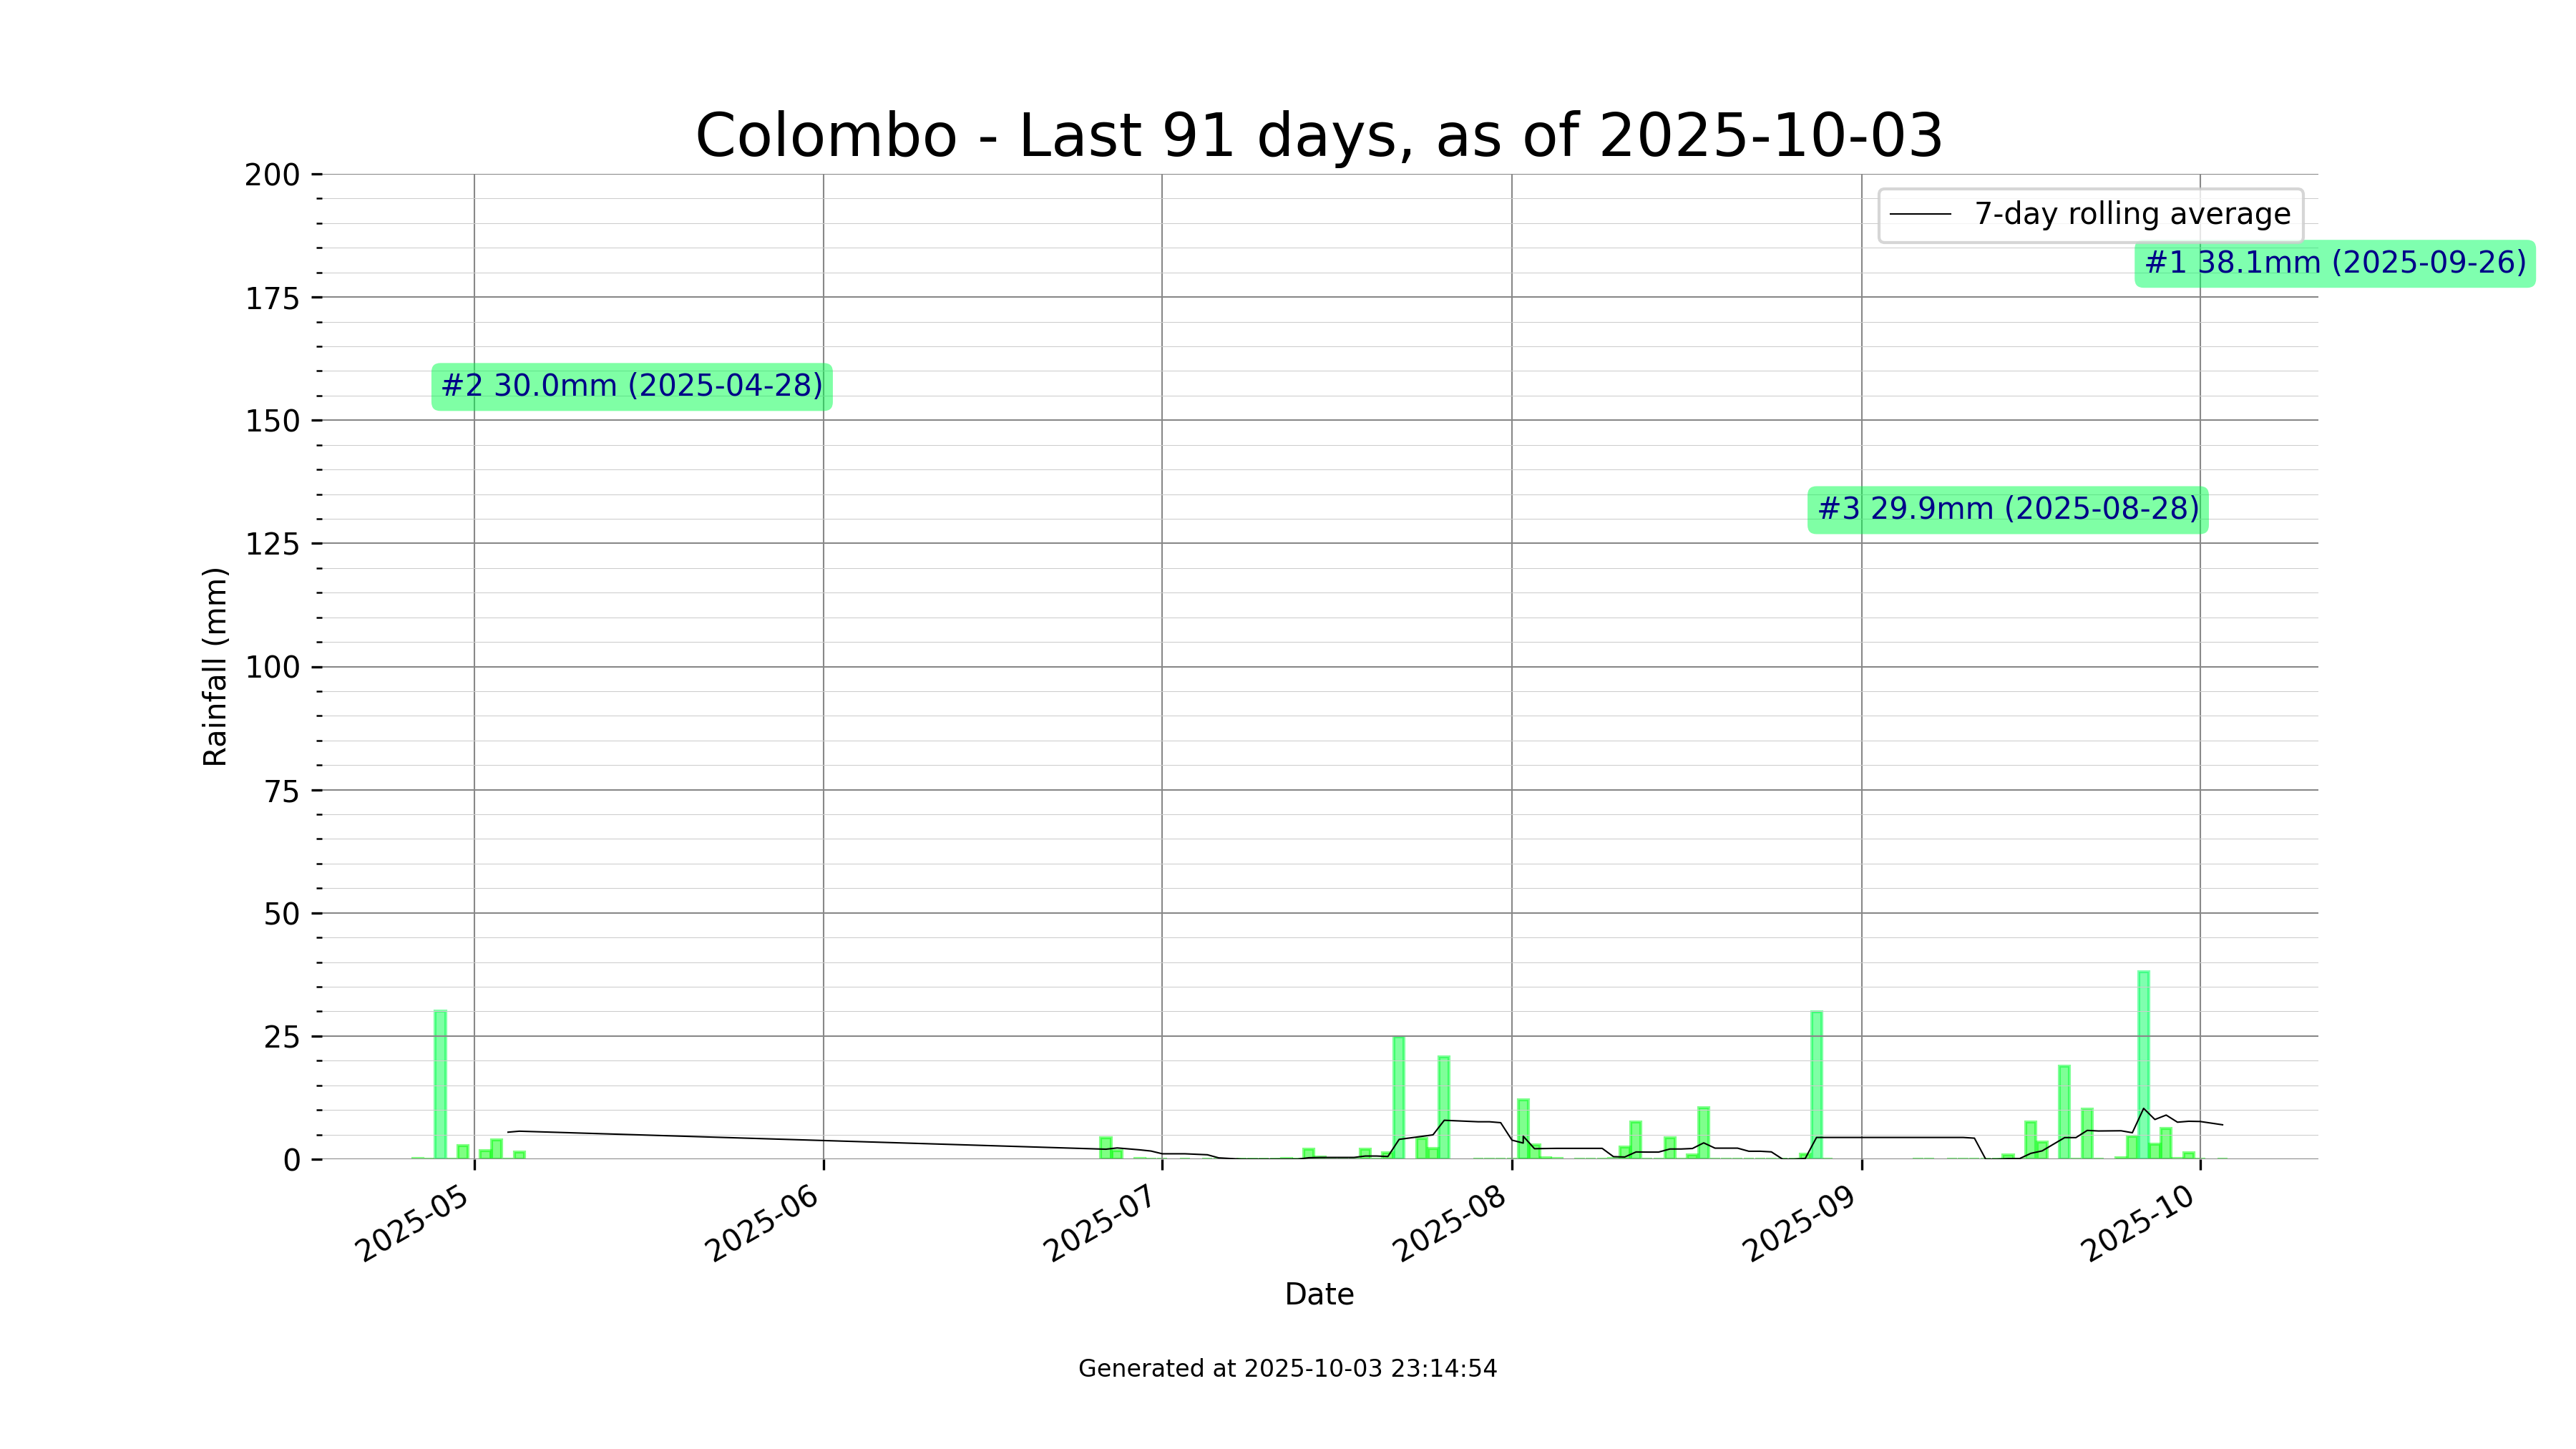 Colombo - Last 91 days, as of 2025-10-03
200
175
150
125
100
75
50
25
0
Rainfall (mm)
7-day rolling average
#1 38.1mm (2025-09-26)
#2 30.0mm (2025-04-28)
#3 29.9mm (2025-08-28)
2025-05
2025-06
2025-07
2025-08
2025-09
2025-10
Date
Generated at 2025-10-03 23:14:54